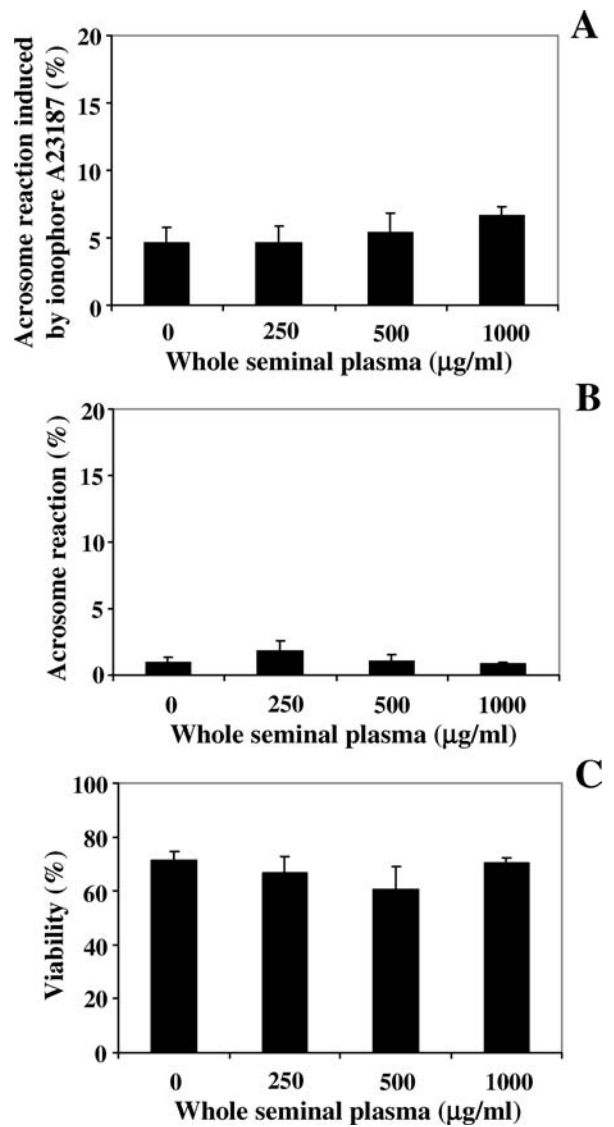 A
Acrosome reaction induced
by ionophore A23187 (%)
20
15
10
5
0
0 250 500 1000
Whole seminal plasma (μg/ml)
B
Acrosome reaction (%)
20
15
10
5
0
0 250 500 1000
Whole seminal plasma (μg/ml)
C
Viability (%)
100
80
60
40
20
0
0 250 500 1000
Whole seminal plasma (μg/ml)